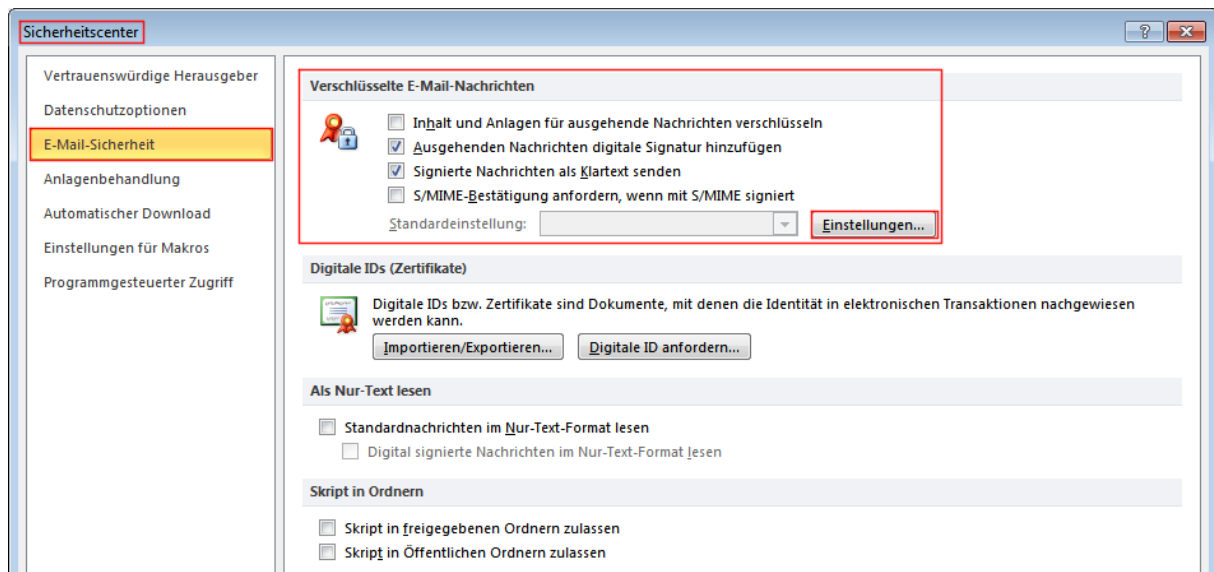 Sicherheitscenter
Vertrauenswürdige Herausgeber
Datenschutzoptionen
E-Mail-Sicherheit
Anlagenbehandlung
Automatischer Download
Einstellungen für Makros
Programmgesteuerter Zugriff
Verschlüsselte E-Mail-Nachrichten
Inhalt und Anlagen für ausgehende Nachrichten verschlüsseln
Ausgehenden Nachrichten digitale Signatur hinzufügen
Signierte Nachrichten als Klartext senden
S/MIME-Bestätigung anfordern, wenn mit S/MIME signiert
Standardeinstellung:
Einstellungen...
Digitale IDs (Zertifikate)
Digitale IDs bzw. Zertifikate sind Dokumente, mit denen die Identität in elektronischen Transaktionen nachgewiesen
werden kann.
Importieren/Exportieren...
Digitale ID anfordern...
Als Nur-Text lesen
Standardnachrichten im Nur-Text-Format lesen
Digital signierte Nachrichten im Nur-Text-Format lesen
Skript in Ordnern
Skript in freigegebenen Ordnern zulassen
Skript in Öffentlichen Ordnern zulassen